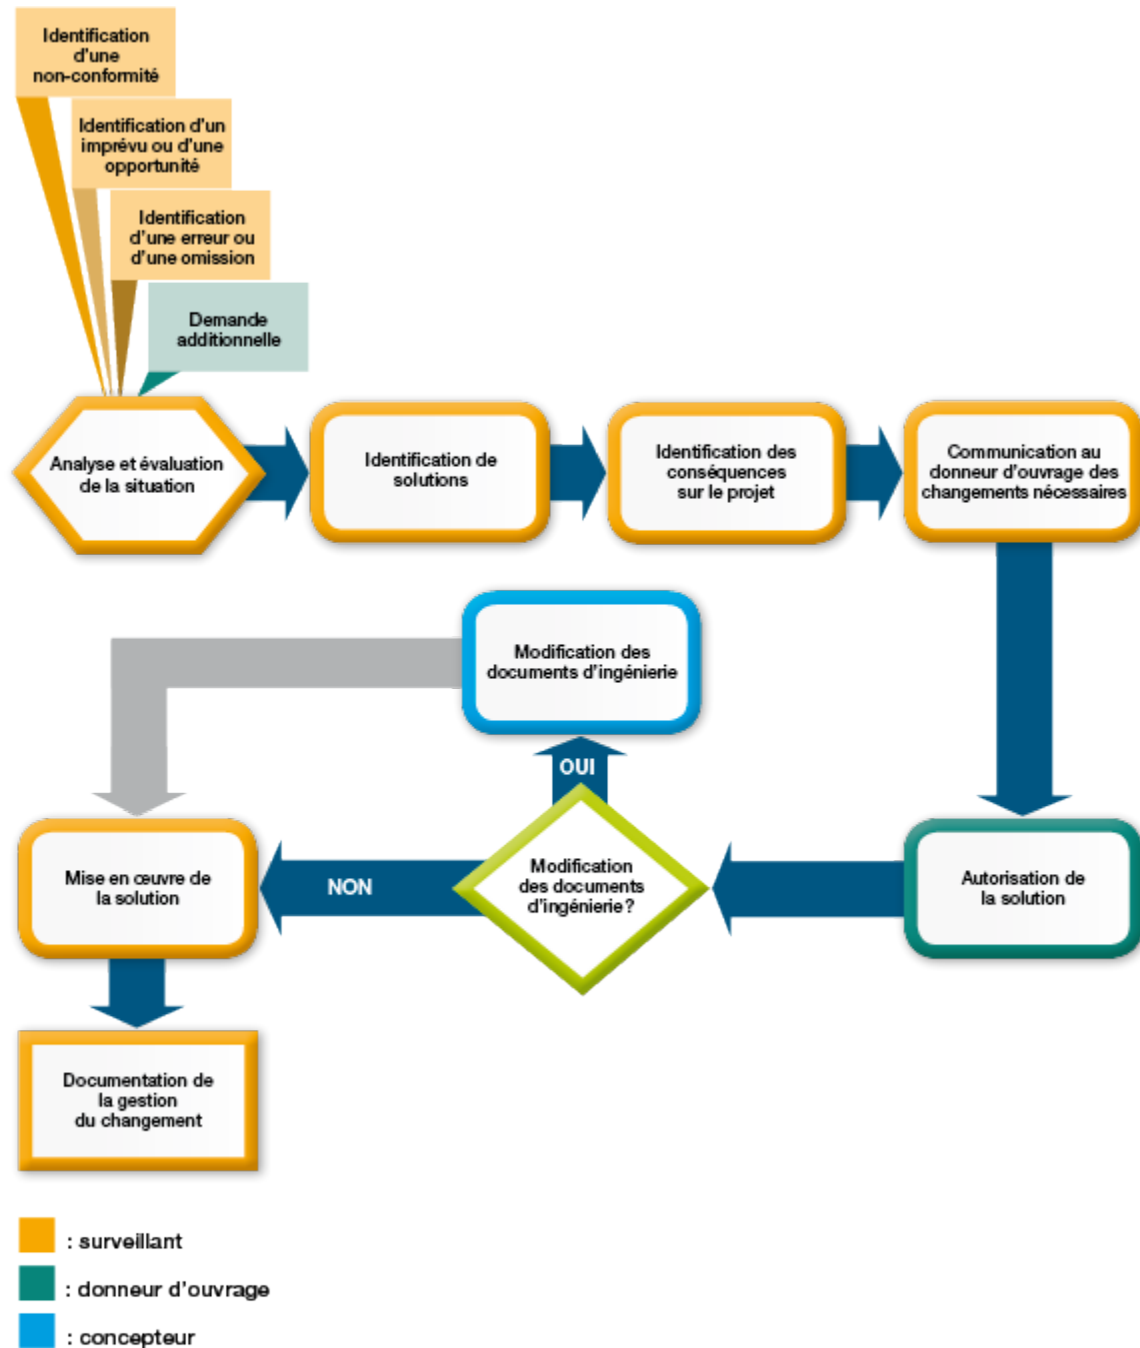 Identification
d'une
non-conformité
Identification d'un
imprévu ou d'une
opportunité
Identification
d'une erreur ou
d'une omission
Demande
additionnelle
Analyse et évaluation
de la situation
Identification de
solutions
Identification des
conséquences
sur le projet
Communication au
donneur d'ouvrage des
changements nécessaires
Modification des
documents d'ingénierie
OUI
Mise en œuvre de
la solution
NON
Modification
des documents
d'ingénierie?
Autorisation de
la solution
Documentation de
la gestion
du changement
: surveillant
: donneur d'ouvrage
: concepteur